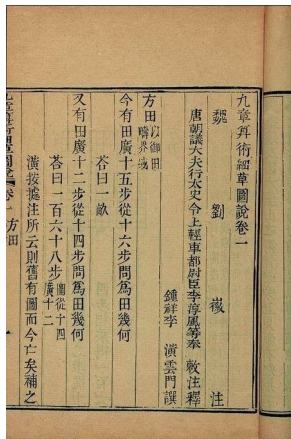 九章算術細草圖說卷一
魏 劉 徽 注
唐朝議大夫行太史令上輕車都尉臣李淳風等奉 敕注釋
鍾祥李 潢雲門譔
方田 以御田疇界域
今有田廣十五步從十六步問為田幾何
荅曰一畝
又有田廣十二步從十四步問為田幾何
荅曰一百六十八步 圖從十四廣十二
潢按據注所云則舊有圖而今亡矣補之
九章算術細草圖說 卷一 方田 一